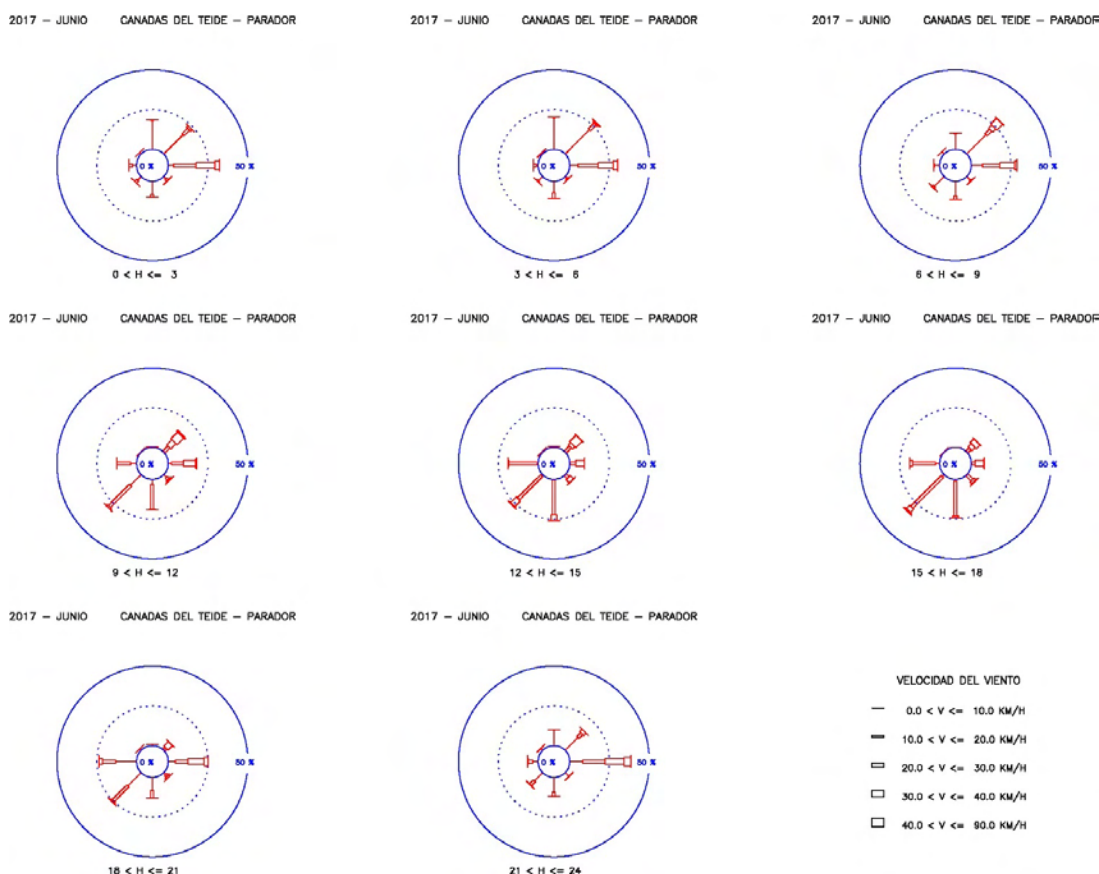 2017 – JUNIO CANADAS DEL TEIDE – PARADOR
2017 – JUNIO CANADAS DEL TEIDE – PARADOR
2017 – JUNIO CANADAS DEL TEIDE – PARADOR
0 %
50 %
0 %
50 %
0 %
50 %
0 < H <= 3
3 < H <= 6
6 < H <= 9
2017 – JUNIO CANADAS DEL TEIDE – PARADOR
2017 – JUNIO CANADAS DEL TEIDE – PARADOR
2017 – JUNIO CANADAS DEL TEIDE – PARADOR
0 %
50 %
0 %
50 %
0 %
50 %
9 < H <= 12
12 < H <= 15
15 < H <= 18
2017 – JUNIO CANADAS DEL TEIDE – PARADOR
2017 – JUNIO CANADAS DEL TEIDE – PARADOR
0 %
50 %
0 %
50 %
18 < H <= 21
21 < H <= 24
VELOCIDAD DEL VIENTO
0.0 < V <= 10.0 KM/H
10.0 < V <= 20.0 KM/H
20.0 < V <= 30.0 KM/H
30.0 < V <= 40.0 KM/H
40.0 < V <= 90.0 KM/H